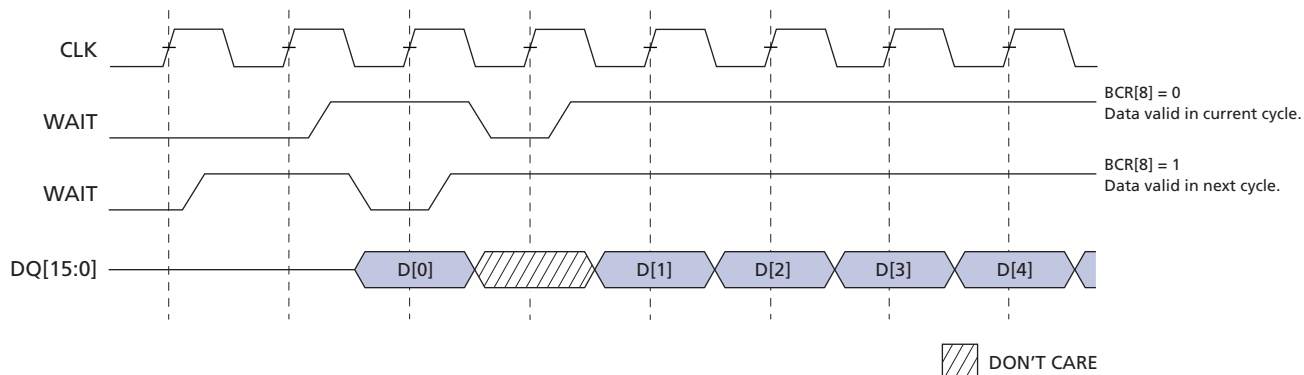 CLK
WAIT
BCR[8] = 0
Data valid in current cycle.
WAIT
BCR[8] = 1
Data valid in next cycle.
DQ[15:0]
D[0]
D[1]
D[2]
D[3]
D[4]
DON'T CARE